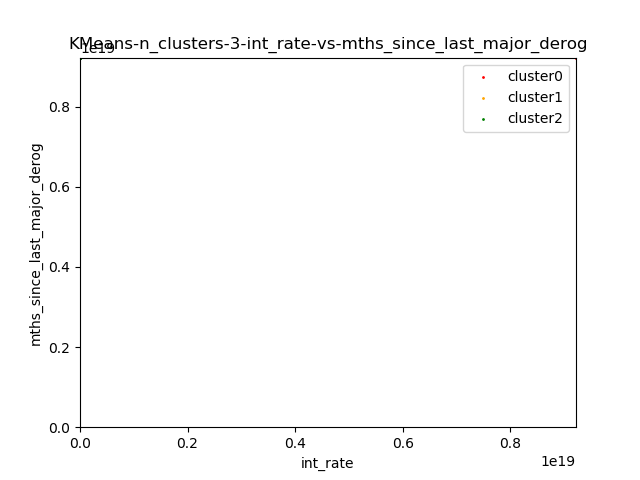 KMeans-n_clusters-3-int_rate-vs-mths_since_last_major_derog
1e19
cluster0
cluster1
cluster2
0.8
0.6
0.4
0.2
0.0
mths_since_last_major_derog
0.0 0.2 0.4 0.6 0.8
1e19
int_rate